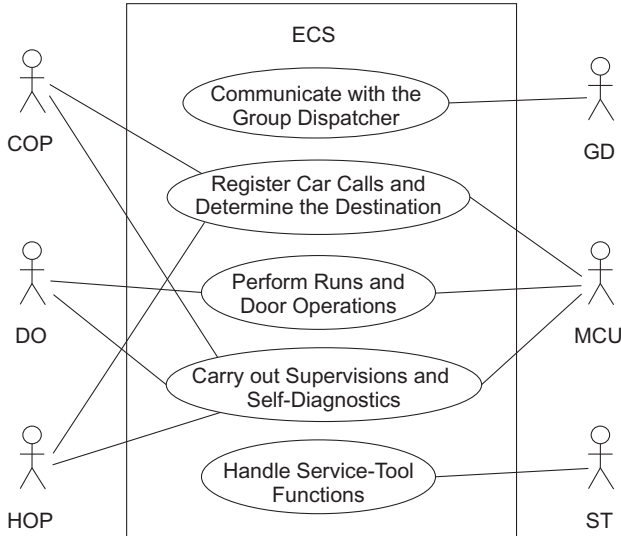 ECS
COP
Communicate with the
Group Dispatcher
GD
Register Car Calls and
Determine the Destination
DO
Perform Runs and
Door Operations
MCU
Carry out Supervisions and
Self-Diagnostics
HOP
Handle Service-Tool
Functions
ST